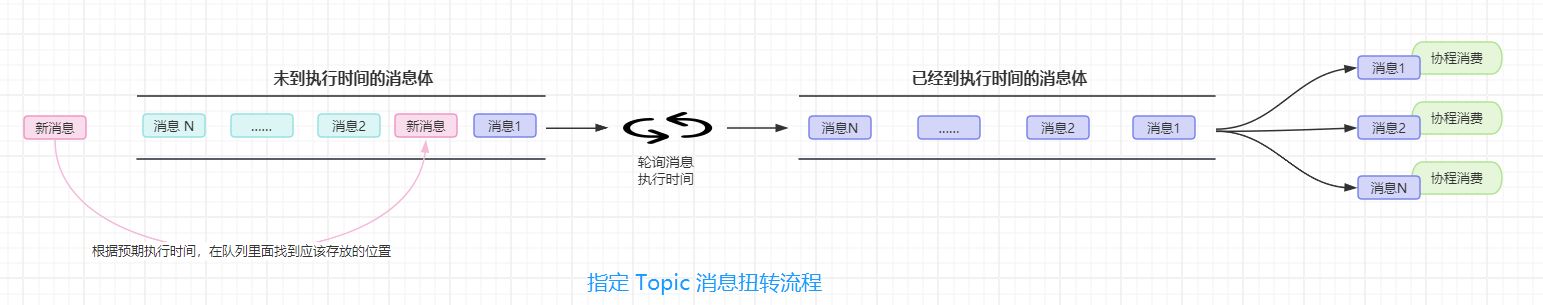 未到执行时间的消息体
已经到执行时间的消息体
新消息
消息 N
……
消息2
新消息
消息1
轮询消息
执行时间
消息N
……
消息2
消息1
消息1
协程消费
消息2
协程消费
消息N
协程消费
根据预期执行时间，在队列里面找到应该存放的位置
指定 Topic 消息扭转流程